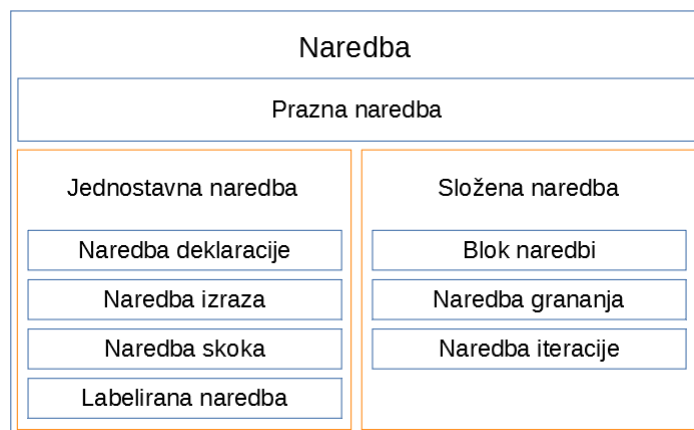 Naredba
Prazna naredba
Jednostavna naredba
Naredba deklaracije
Naredba izraza
Naredba skoka
Labelirana naredba
Složena naredba
Blok naredbi
Naredba grananja
Naredba iteracije